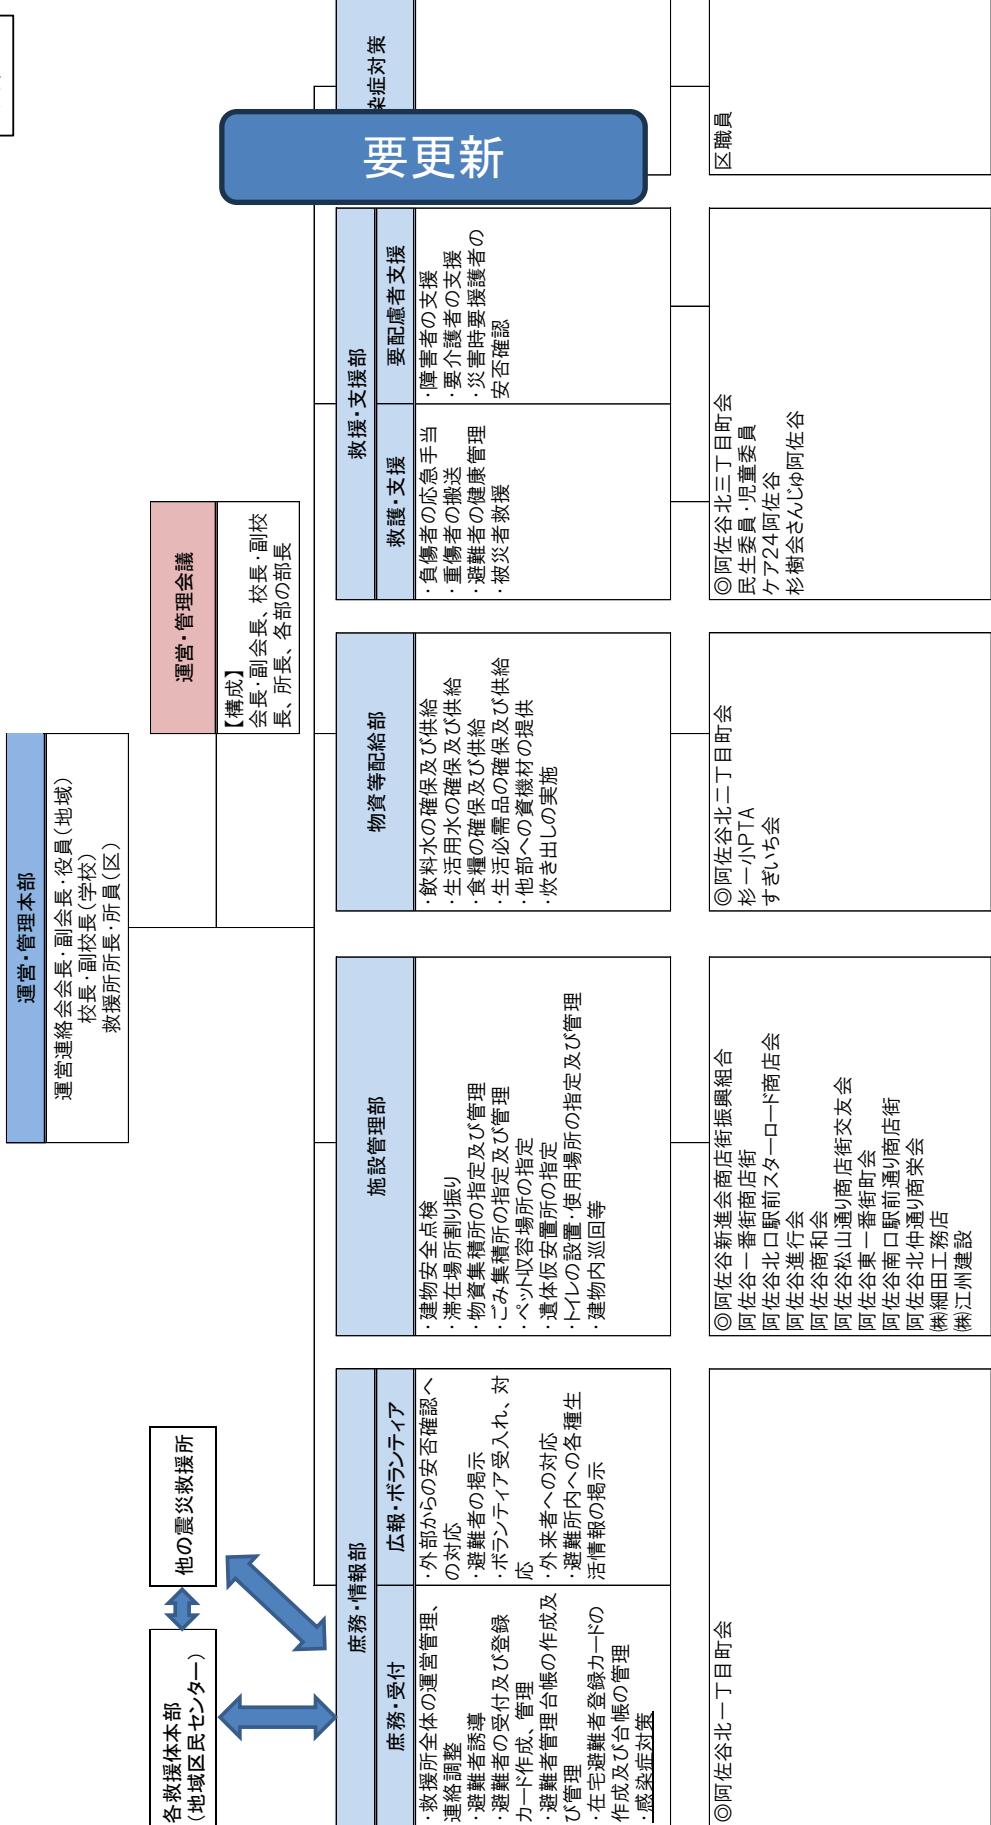 運営・管理本部
運営連絡会会長・副会長・役員(地域)
校長・副校長(学校)
救援所所長・所員(区)
運営・管理会議
【構成】
会長・副会長、校長・副校
長、所長、各部の部長
各救援体本部
(地域区民センター)
他の震災救援所
庶務・情報部
庶務・受付
・救援所全体の運営管理、
連絡調整
・避難者誘導
・避難者の受付及び登録
カード作成、管理
・避難者管理台帳の作成及
び管理
・在宅避難者登録カードの
作成及び台帳の管理
・感染症対策
広報・ボランティア
・外部からの安否確認へ
の対応
・避難者の掲示
・ボランティア受入れ、対
応
・外来者への対応
・避難所内への各種生
活情報の掲示
◎阿佐谷北一丁目町会
施設管理部
・建物安全点検
・滞在場所割り振り
・物資集積所の指定及び管理
・ごみ集積所の指定及び管理
・ペット収容場所の指定
・遺体仮安置所の指定
・トイレの設置・使用場所の指定及び管理
・建物内巡回等
◎阿佐谷新進会商店街振興組合
阿佐谷一番街商店街
阿佐谷北口駅前スターロード商店会
阿佐谷進行会
阿佐谷商和会
阿佐谷松山通り商店街交友会
阿佐谷東一番街町会
阿佐谷南口駅前通り商店街
阿佐谷北仲通り商栄会
㈱細田工務店
㈱江州建設
物資等配給部
・飲料水の確保及び供給
・生活用水の確保及び供給
・食糧の確保及び供給
・生活必需品の確保及び供給
・他部への資機材の提供
・炊き出しの実施
◎阿佐谷北二丁目町会
杉一小PTA
すぎいち会
救援・支援部
救護・支援
・負傷者の応急手当
・重傷者の搬送
・避難者の健康管理
・被災者救援
要配慮者支援
・障害者の支援
・要介護者の支援
・災害時要援護者の
安否確認
◎阿佐谷北三丁目町会
民生委員・児童委員
ケア24阿佐谷
杉樹会さんじゅ阿佐谷
染症対策
区職員
要更新